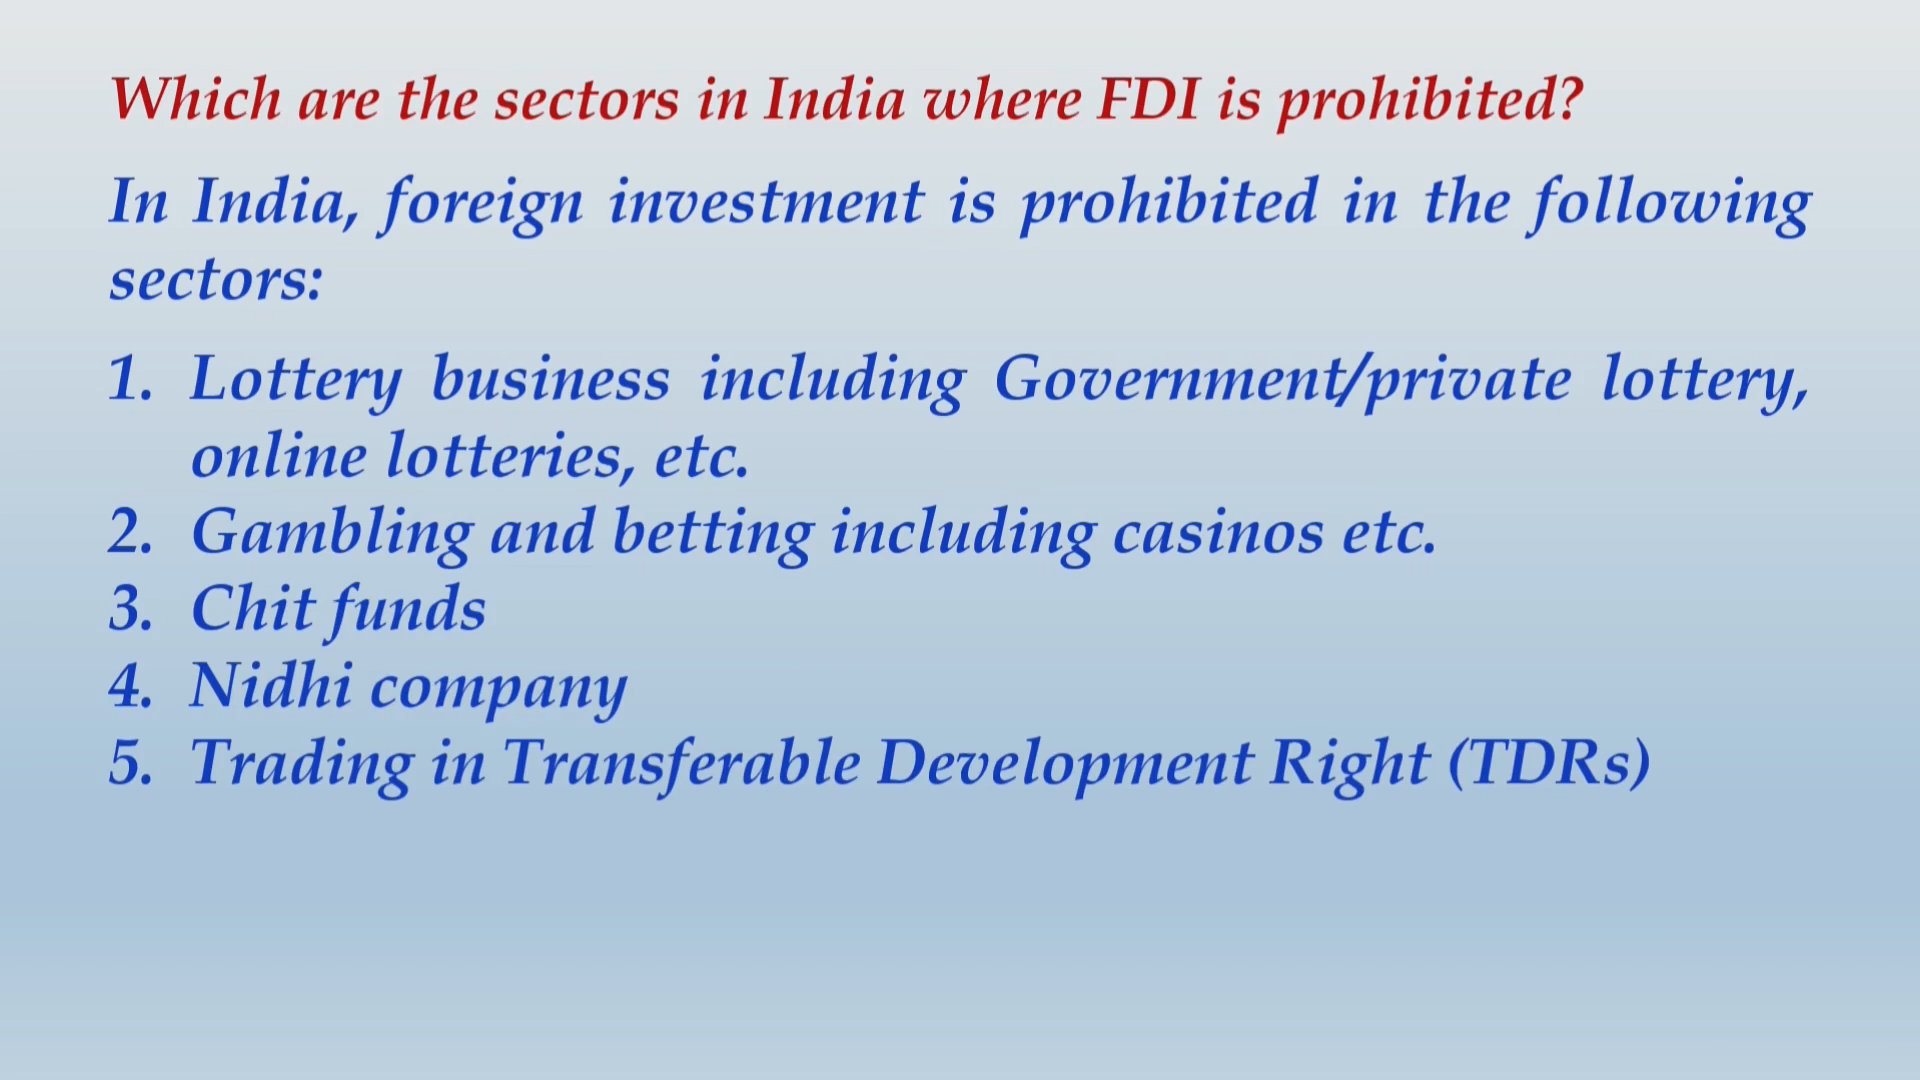 Which are the sectors in India where FDI is prohibited?
In India, foreign investment is prohibited in the following
sectors:
1. Lottery business including Government/private lottery,
online lotteries, etc.
2. Gambling and betting including casinos etc.
3. Chit funds
4. Nidhi company
5. Trading in Transferable Development Right (TDRs)